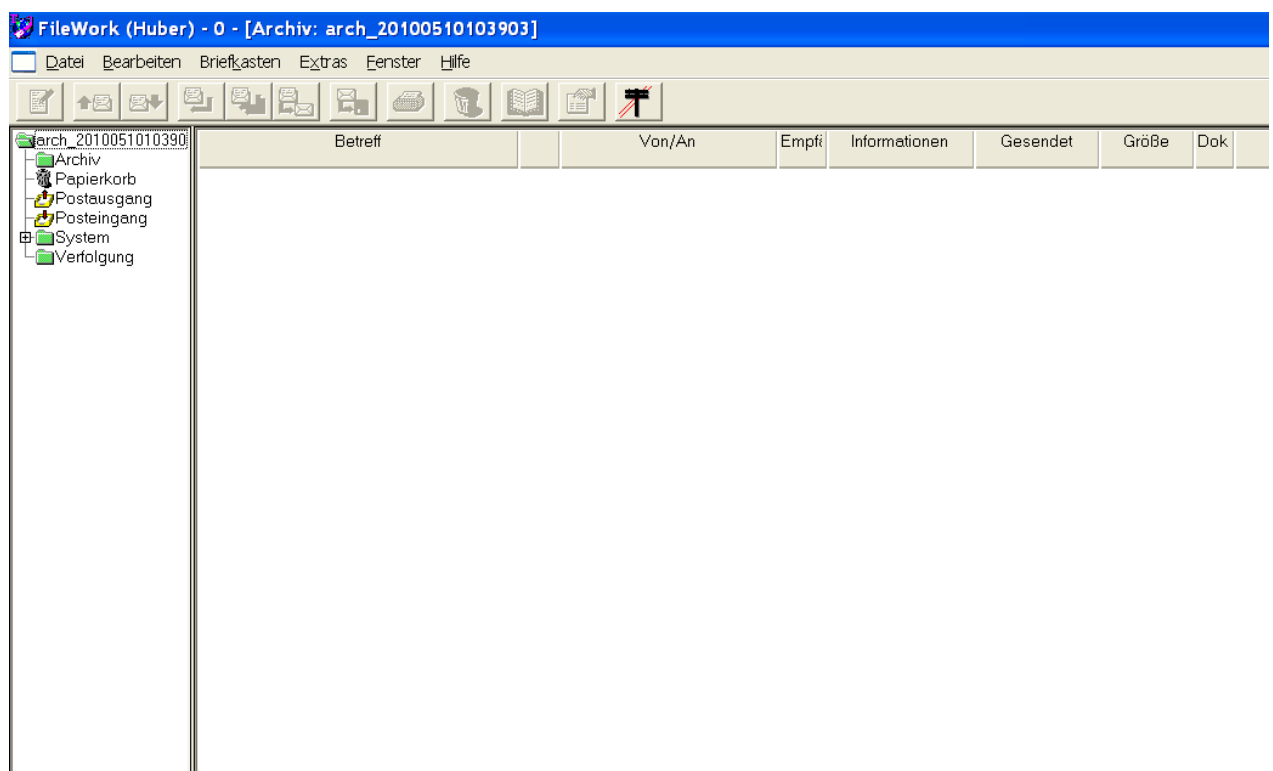 FileWork (Huber) - 0 - [Archiv: arch_20100510103903]
Datei Bearbeiten Briefkasten Extras Fenster Hilfe
Betreff Von/An Empfä Informationen Gesendet Größe Dok
arch_2010051010390
Archiv
Papierkorb
Postausgang
Posteingang
System
Verfolgung